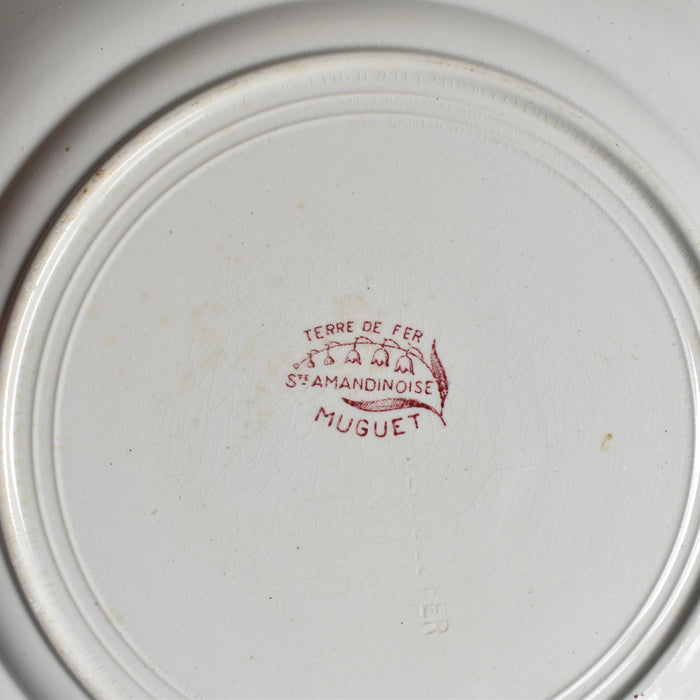 TERRE DE FER
STE AMANDINOISE
MUGUET